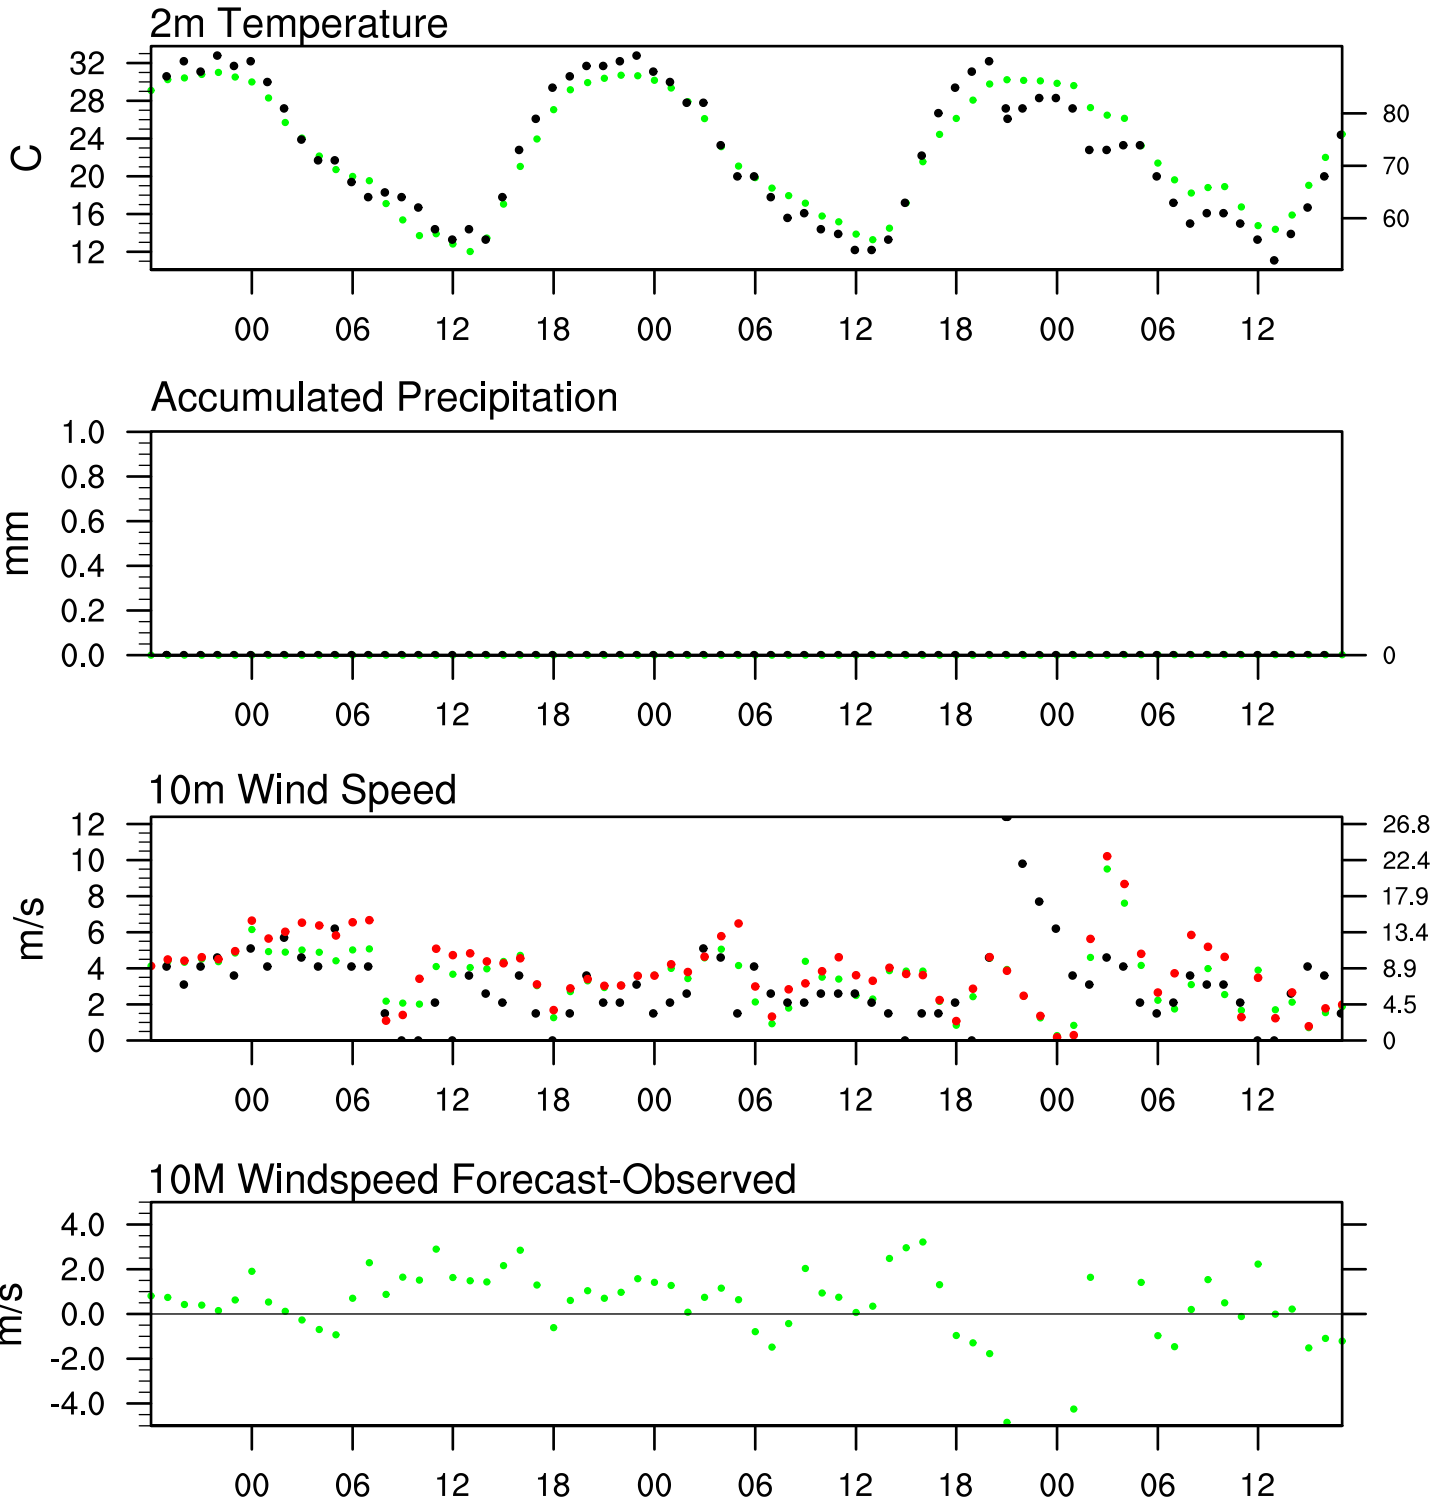 2m Temperature
C
32
28
24
20
16
12
80
70
60
00 06 12 18 00 06 12 18 00 06 12
Accumulated Precipitation
mm
1.0
0.8
0.6
0.4
0.2
0.0
0
00 06 12 18 00 06 12 18 00 06 12
10m Wind Speed
m/s
12
10
8
6
4
2
0
26.8
22.4
17.9
13.4
8.9
4.5
0
00 06 12 18 00 06 12 18 00 06 12
10M Windspeed Forecast-Observed
m/s
4.0
2.0
0.0
-2.0
-4.0
00 06 12 18 00 06 12 18 00 06 12